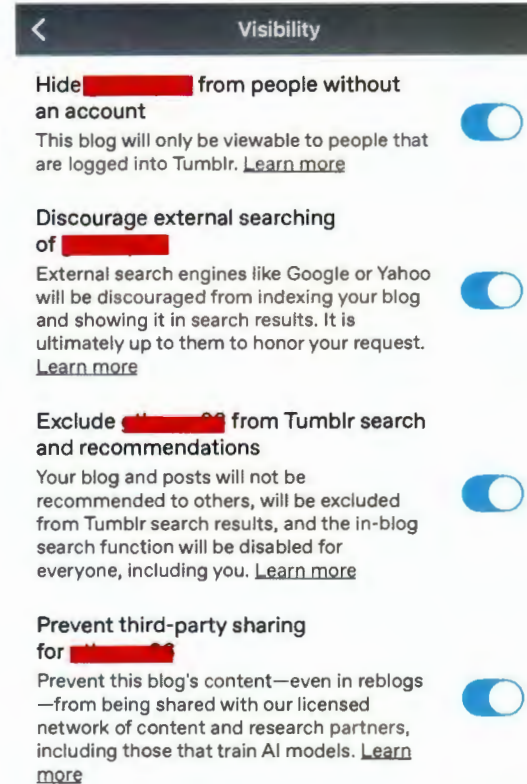 Visibility
Hide from people without
an account
This blog will only be viewable to people that
are logged into Tumblr. Learn more
Discourage external searching
of
External search engines like Google or Yahoo
will be discouraged from indexing your blog
and showing it in search results. It is
ultimately up to them to honor your request.
Learn more
Exclude from Tumblr search
and recommendations
Your blog and posts will not be
recommended to others, will be excluded
from Tumblr search results, and the in-blog
search function will be disabled for
everyone, including you. Learn more
Prevent third-party sharing
for
Prevent this blog's content—even in reblogs
—from being shared with our licensed
network of content and research partners,
including those that train AI models. Learn
more